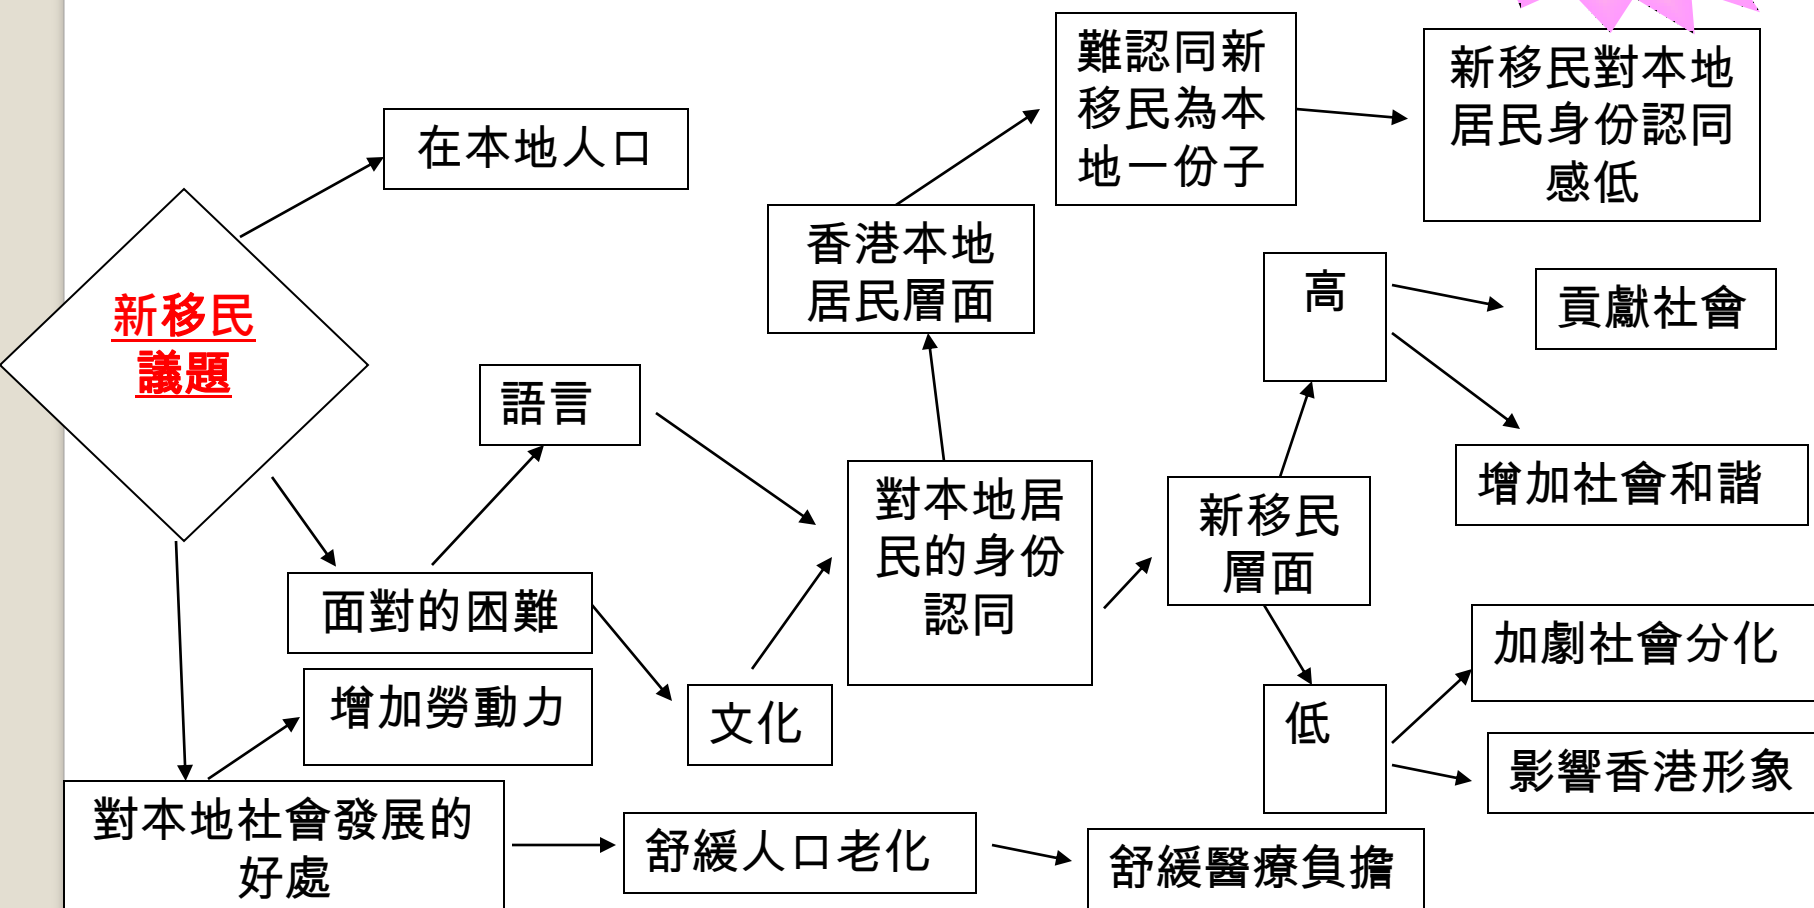 難認同新
移民為本
地一份子
新移民對本地
居民身份認同
感低
在本地人口
香港本地
居民層面
高
貢獻社會
新移民
議題
語言
對本地居
民的身份
認同
新移民
層面
增加社會和諧
面對的困難
增加勞動力
文化
低
加劇社會分化
影響香港形象
對本地社會發展的
好處
舒緩人口老化
舒緩醫療負擔